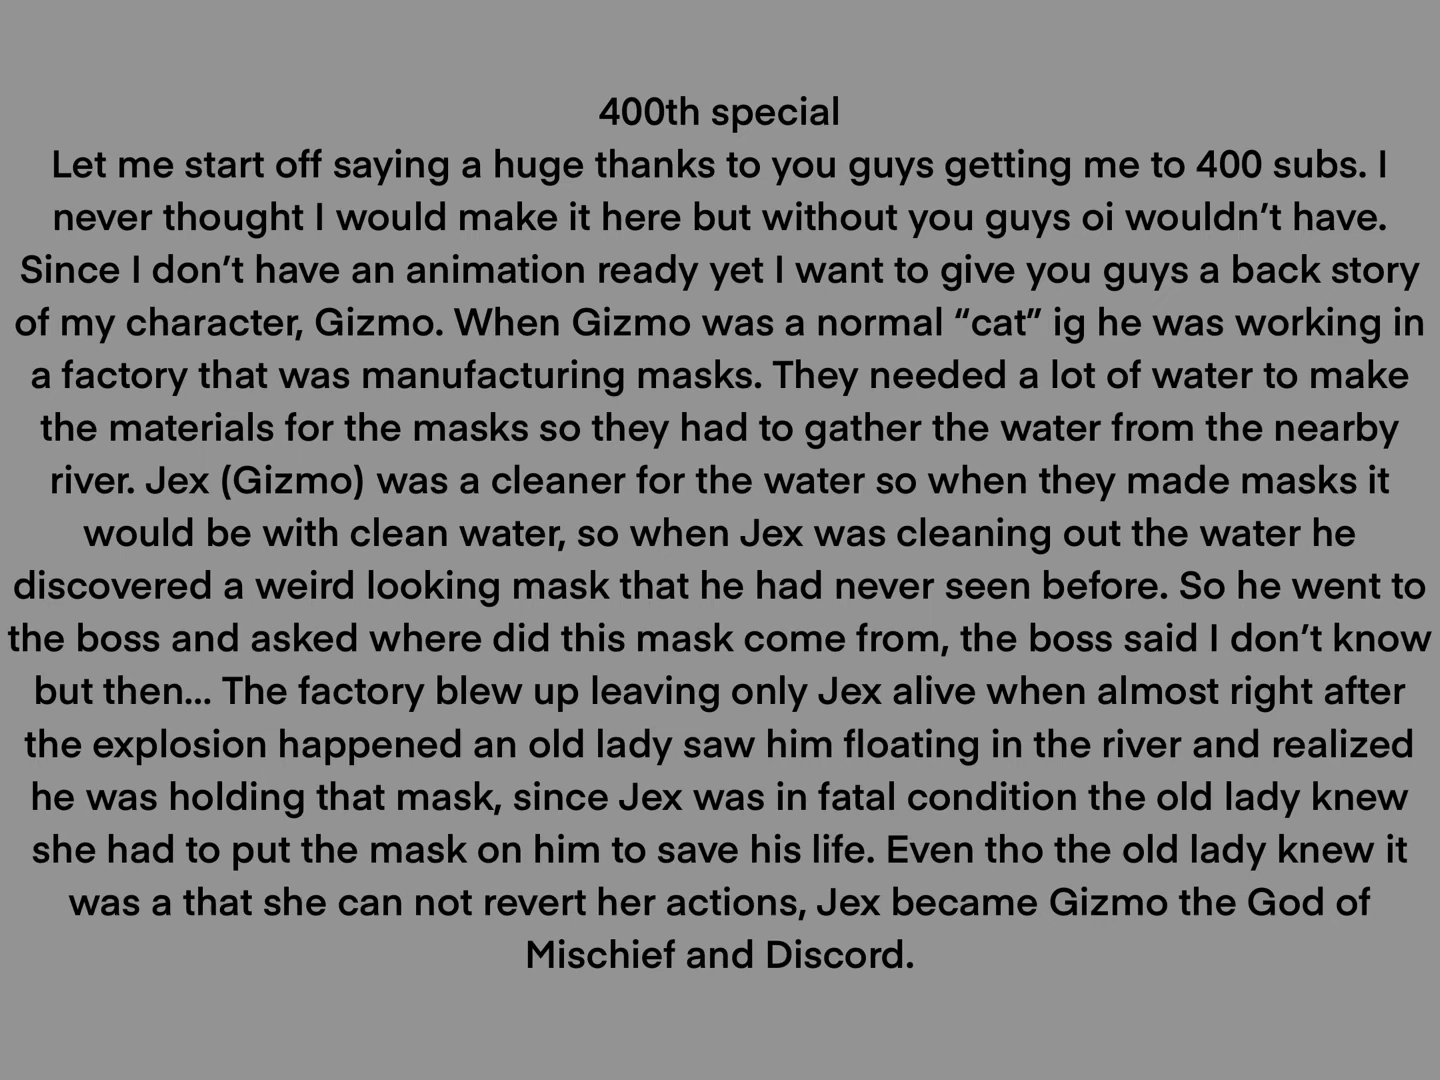 400th special
Let me start off saying a huge thanks to you guys getting me to 400 subs. I
never thought I would make it here but without you guys oi wouldn’t have.
Since I don’t have an animation ready yet I want to give you guys a back story
of my character, Gizmo. When Gizmo was a normal “cat” ig he was working in
a factory that was manufacturing masks. They needed a lot of water to make
the materials for the masks so they had to gather the water from the nearby
river. Jex (Gizmo) was a cleaner for the water so when they made masks it
would be with clean water, so when Jex was cleaning out the water he
discovered a weird looking mask that he had never seen before. So he went to
the boss and asked where did this mask come from, the boss said I don’t know
but then... The factory blew up leaving only Jex alive when almost right after
the explosion happened an old lady saw him floating in the river and realized
he was holding that mask, since Jex was in fatal condition the old lady knew
she had to put the mask on him to save his life. Even tho the old lady knew it
was a that she can not revert her actions, Jex became Gizmo the God of
Mischief and Discord.